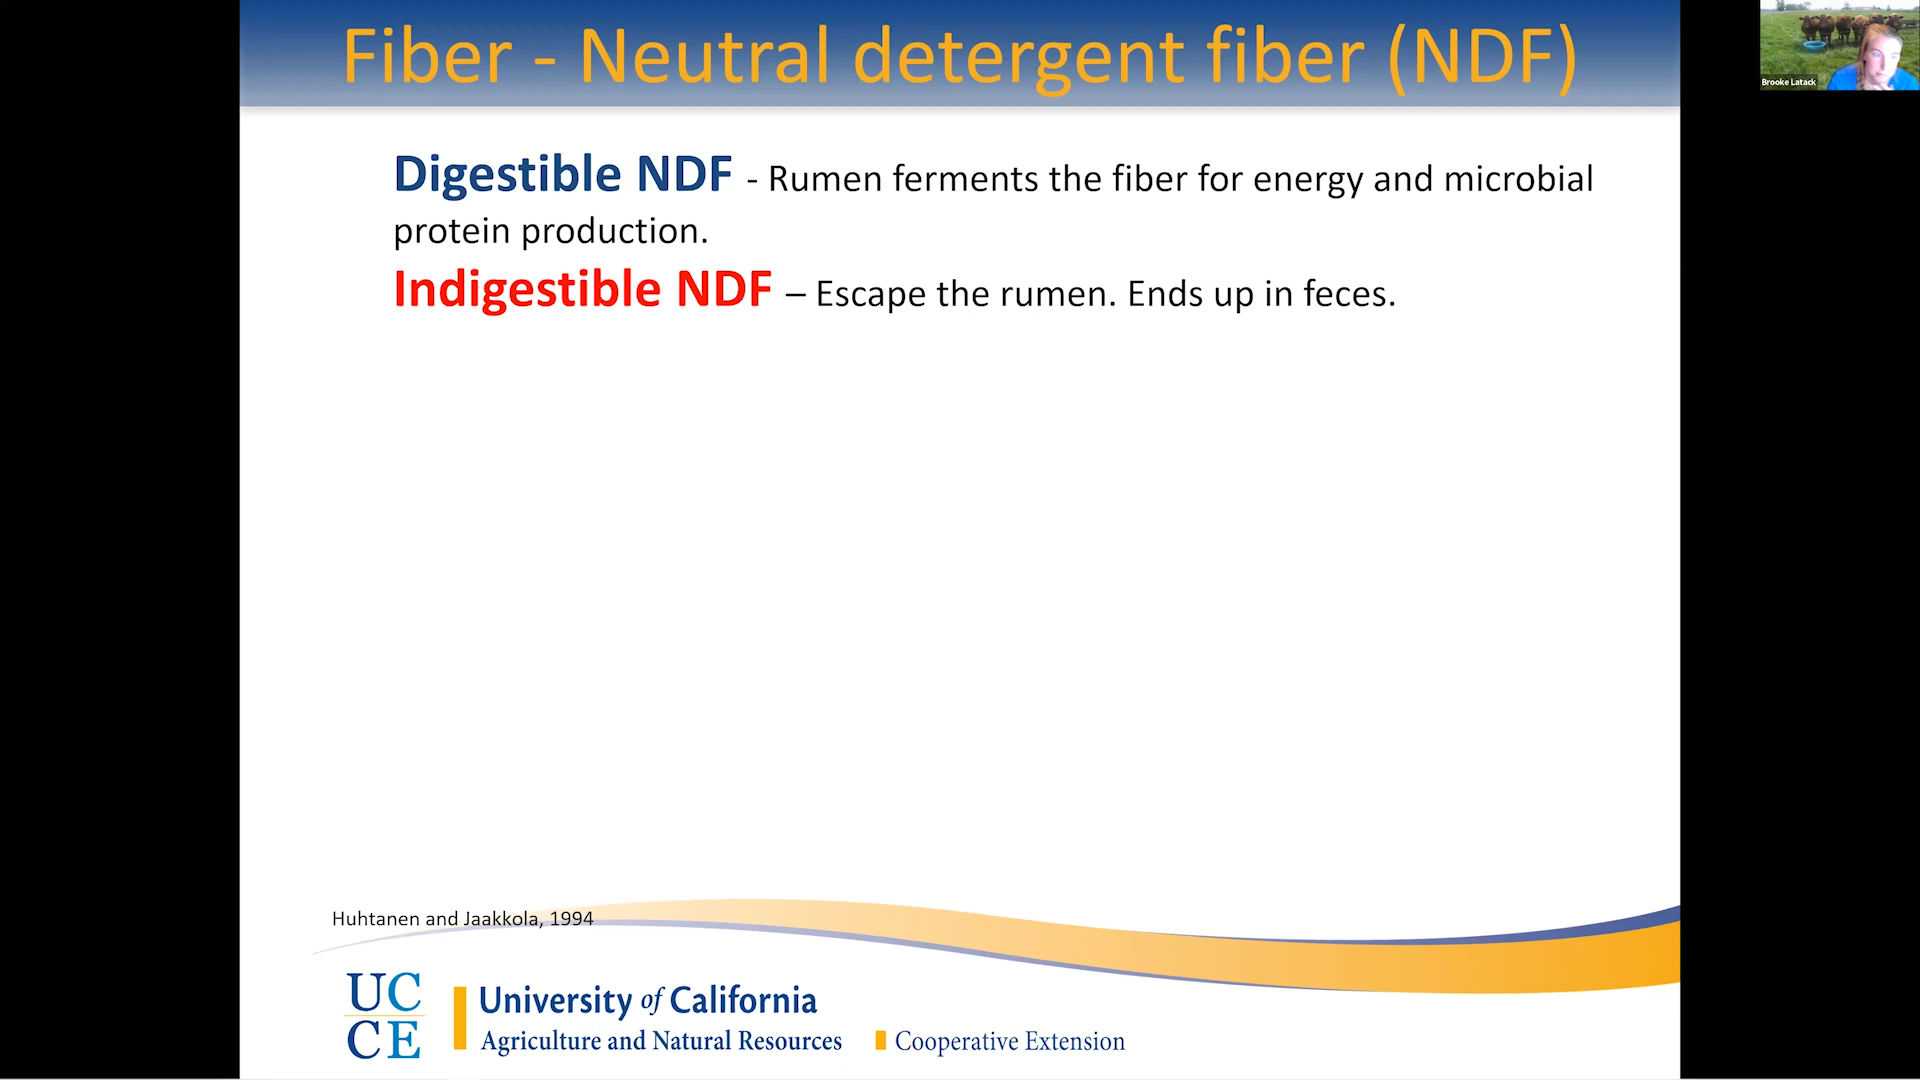 Fiber - Neutral detergent fiber (NDF)
Brooke Latack
Digestible NDF - Rumen ferments the fiber for energy and microbial
protein production.
Indigestible NDF – Escape the rumen. Ends up in feces.
Huhtanen and Jaakkola, 1994
UC
CE
University of California
Agriculture and Natural Resources
Cooperative Extension